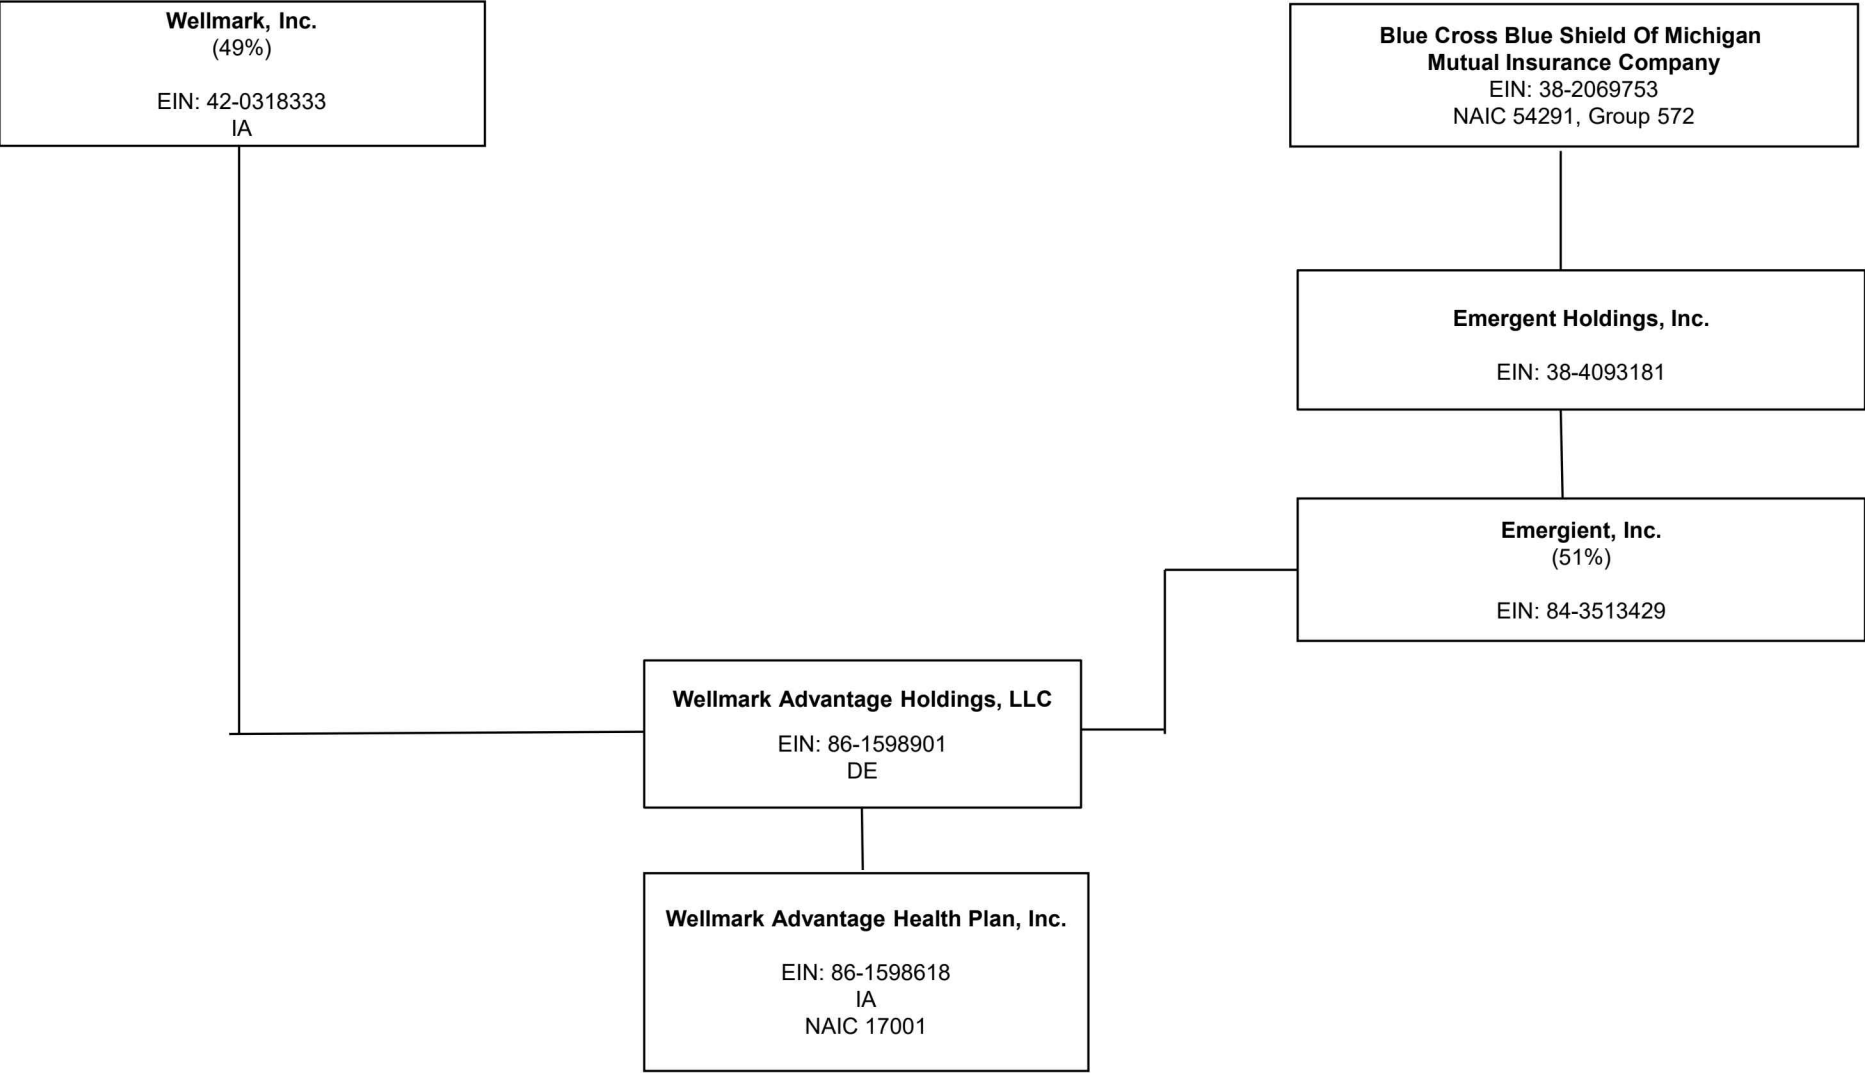 Wellmark, Inc.
(49%)
EIN: 42-0318333
IA
Blue Cross Blue Shield Of Michigan
Mutual Insurance Company
EIN: 38-2069753
NAIC 54291, Group 572
Emergent Holdings, Inc.
EIN: 38-4093181
Emergient, Inc.
(51%)
EIN: 84-3513429
Wellmark Advantage Holdings, LLC
EIN: 86-1598901
DE
Wellmark Advantage Health Plan, Inc.
EIN: 86-1598618
IA
NAIC 17001